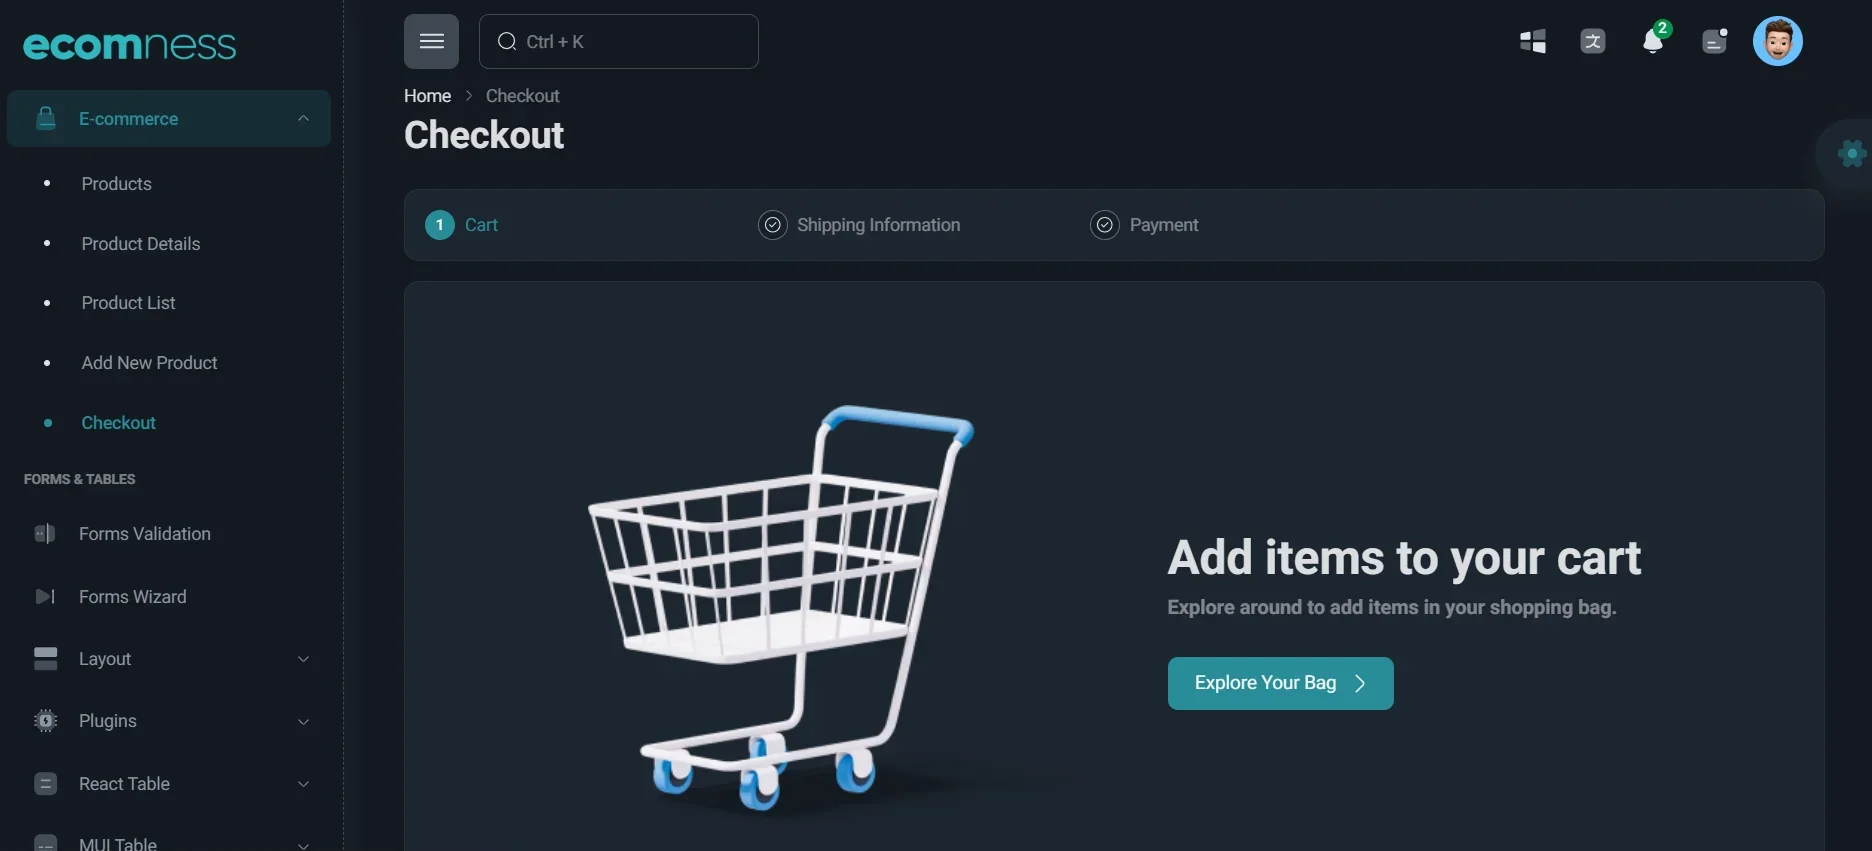 ecomness
E-commerce
Products
Product Details
Product List
Add New Product
Checkout
FORMS & TABLES
Forms Validation
Forms Wizard
Layout
Plugins
React Table
MUI Table
Ctrl + K
文
2
Home > Checkout
Checkout
1 Cart
Shipping Information
Payment
Add items to your cart
Explore around to add items in your shopping bag.
Explore Your Bag